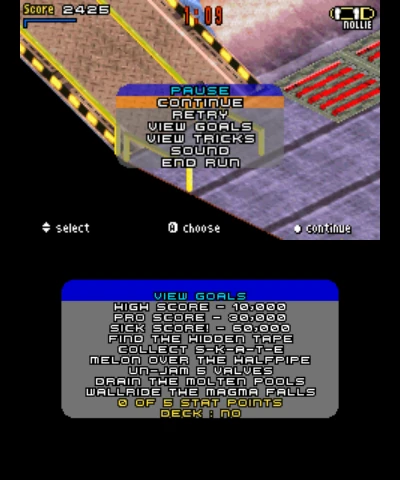 Score 2425
1:09
NOLLIE
PAUSE
CONTINUE
RETRY
VIEW GOALS
VIEW TRICKS
SOUND
END RUN
select
A choose
continue
VIEW GOALS
HIGH SCORE - 10,000
PRO SCORE - 30,000
SICK SCORE! - 60,000
FIND THE HIDDEN TAPE
COLLECT S-K-A-T-E
MELON OVER THE HALFPIPE
UN-JAM 5 VALVES
DRAIN THE MOLTEN POOLS
WALLRIDE THE MAGMA FALLS
0 OF 5 STAT POINTS
DECK : NO